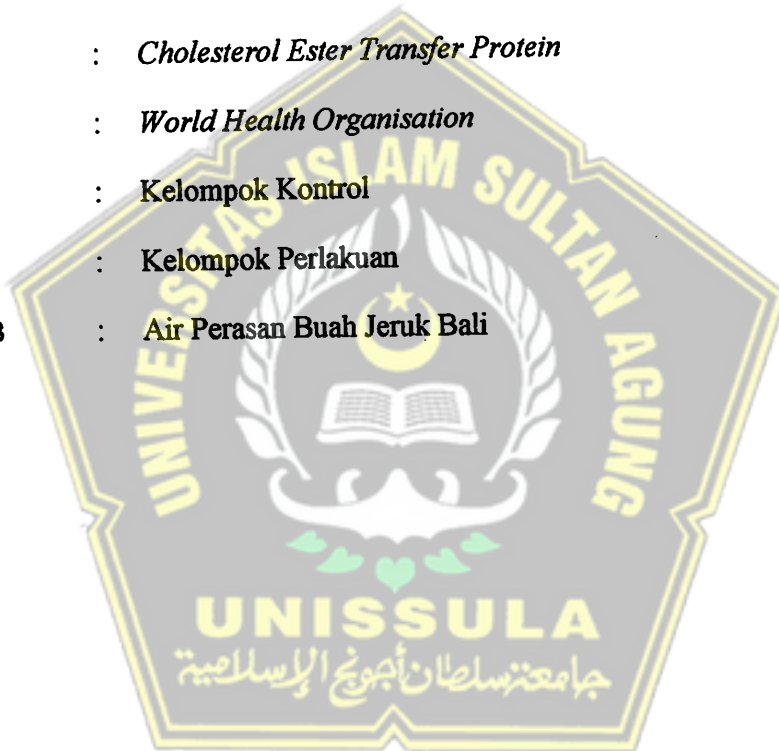 : Cholesterol Ester Transfer Protein
: World Health Organisation
: Kelompok Kontrol
: Kelompok Perlakuan
: Air Perasan Buah Jeruk Bali
UNIVERSITAS ISLAM SULTAN AGUNG
UNISSULA
جامعة سلطان أجونج الإسلامية